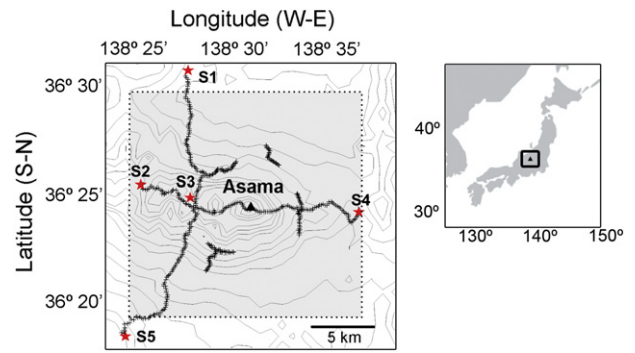 Longitude (W-E)
138º 25' 138º 30' 138º 35'
Latitude (S-N)
36º 30'
36º 25'
36º 20'
S1
S2
S3
Asama
S4
S5
5 km
40º
30º
130º 140º 150º